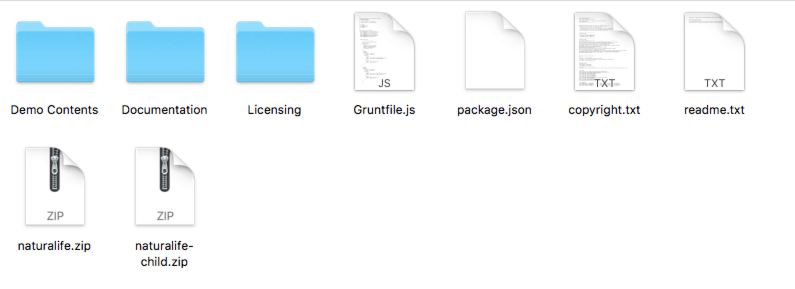 JS
TXT
TXT
Demo Contents
Documentation
Licensing
Gruntfile.js
package.json
copyright.txt
readme.txt
ZIP
ZIP
naturalife.zip
naturalife-
child.zip